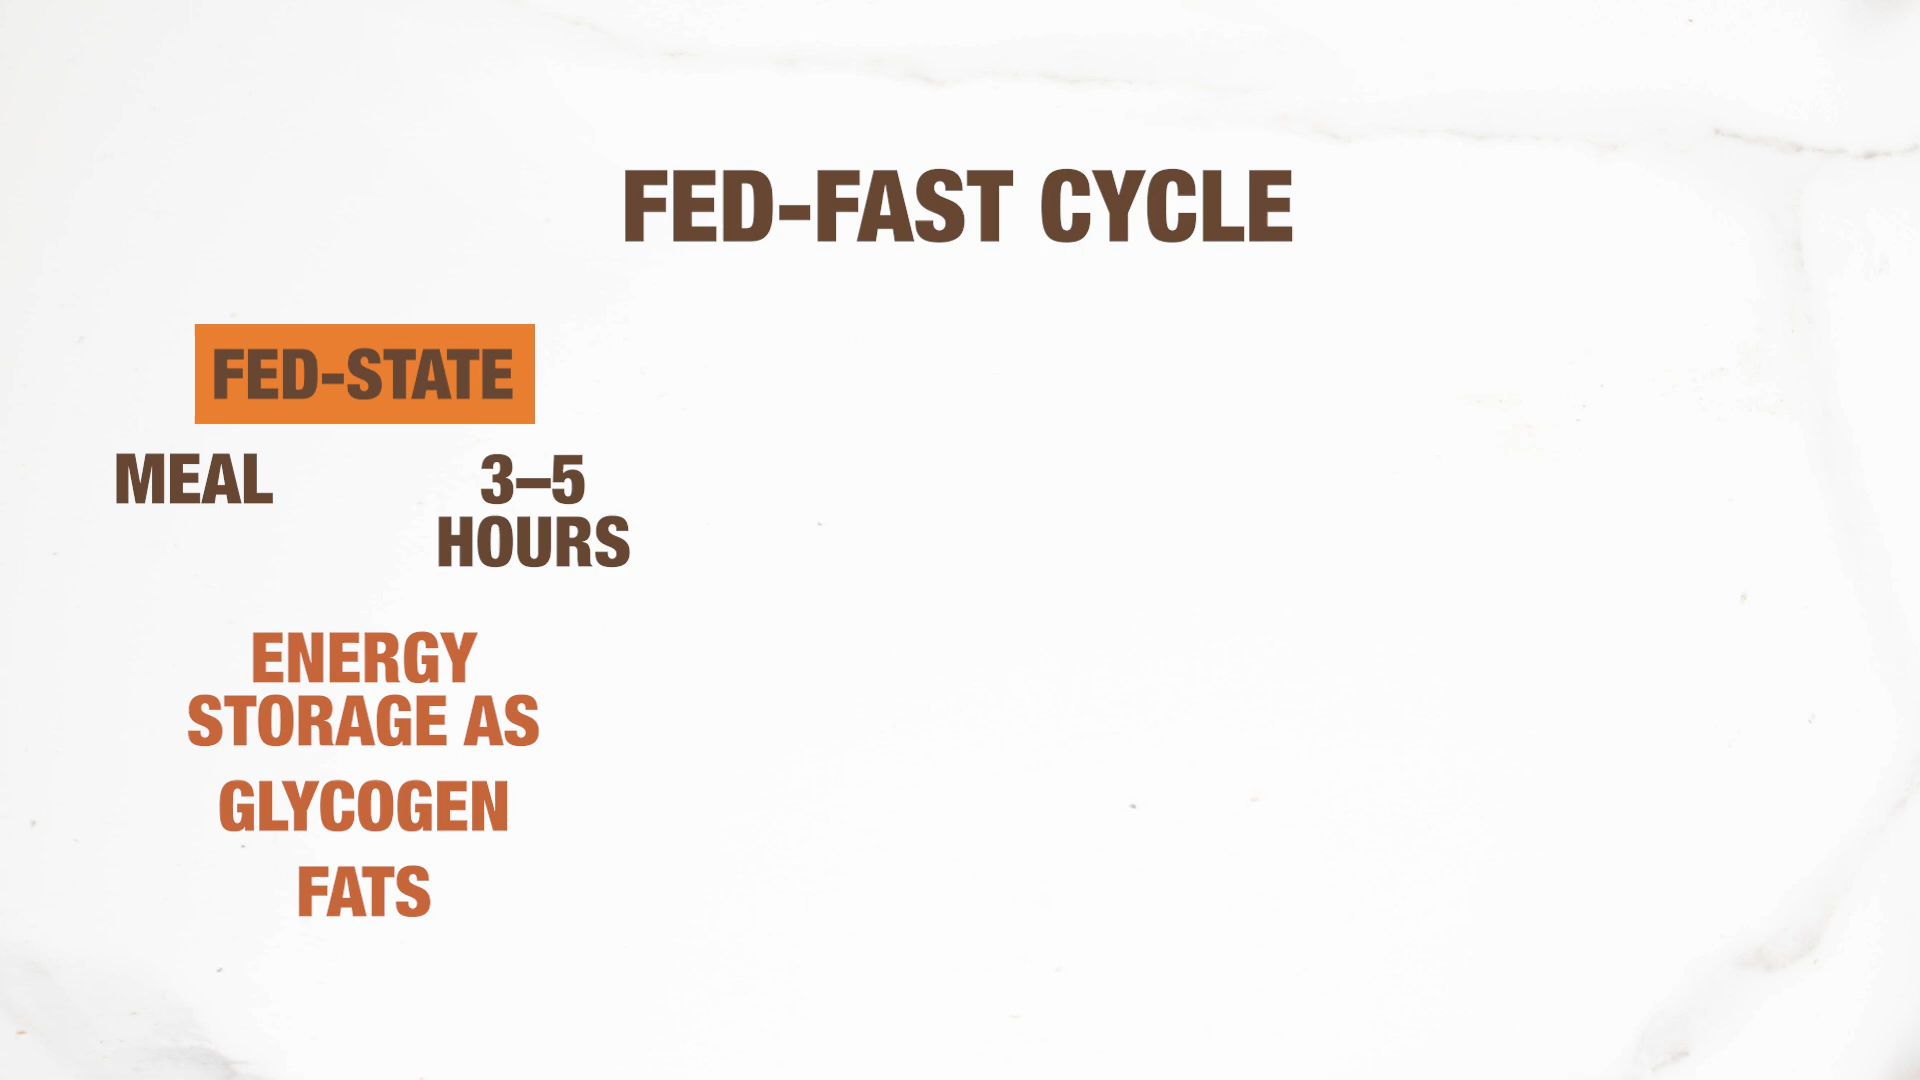 FED-FAST CYCLE
FED-STATE
MEAL
3–5
HOURS
ENERGY
STORAGE AS
GLYCOGEN
FATS